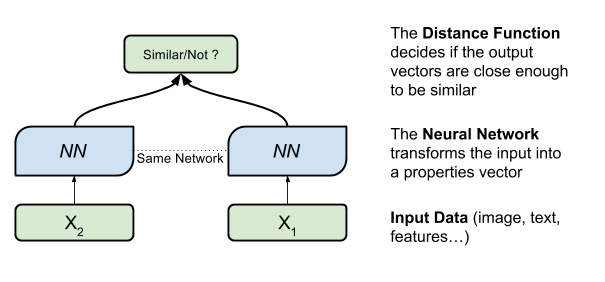 Similar/Not ?
The Distance Function
decides if the output
vectors are close enough
to be similar
NN
Same Network
NN
The Neural Network
transforms the input into
a properties vector
X2
X1
Input Data (image, text,
features…)